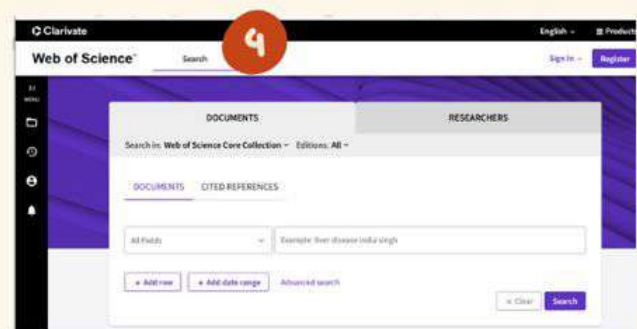 Clarivate
English
Products
4
Web of Science™
Search
Sign In
Register
MENU
DOCUMENTS
RESEARCHERS
Search in: Web of Science Core Collection Editions: All
DOCUMENTS
CITED REFERENCES
All Fields
Example: liver disease india singh
+ Add row
+ Add date range
Advanced search
× Clear
Search